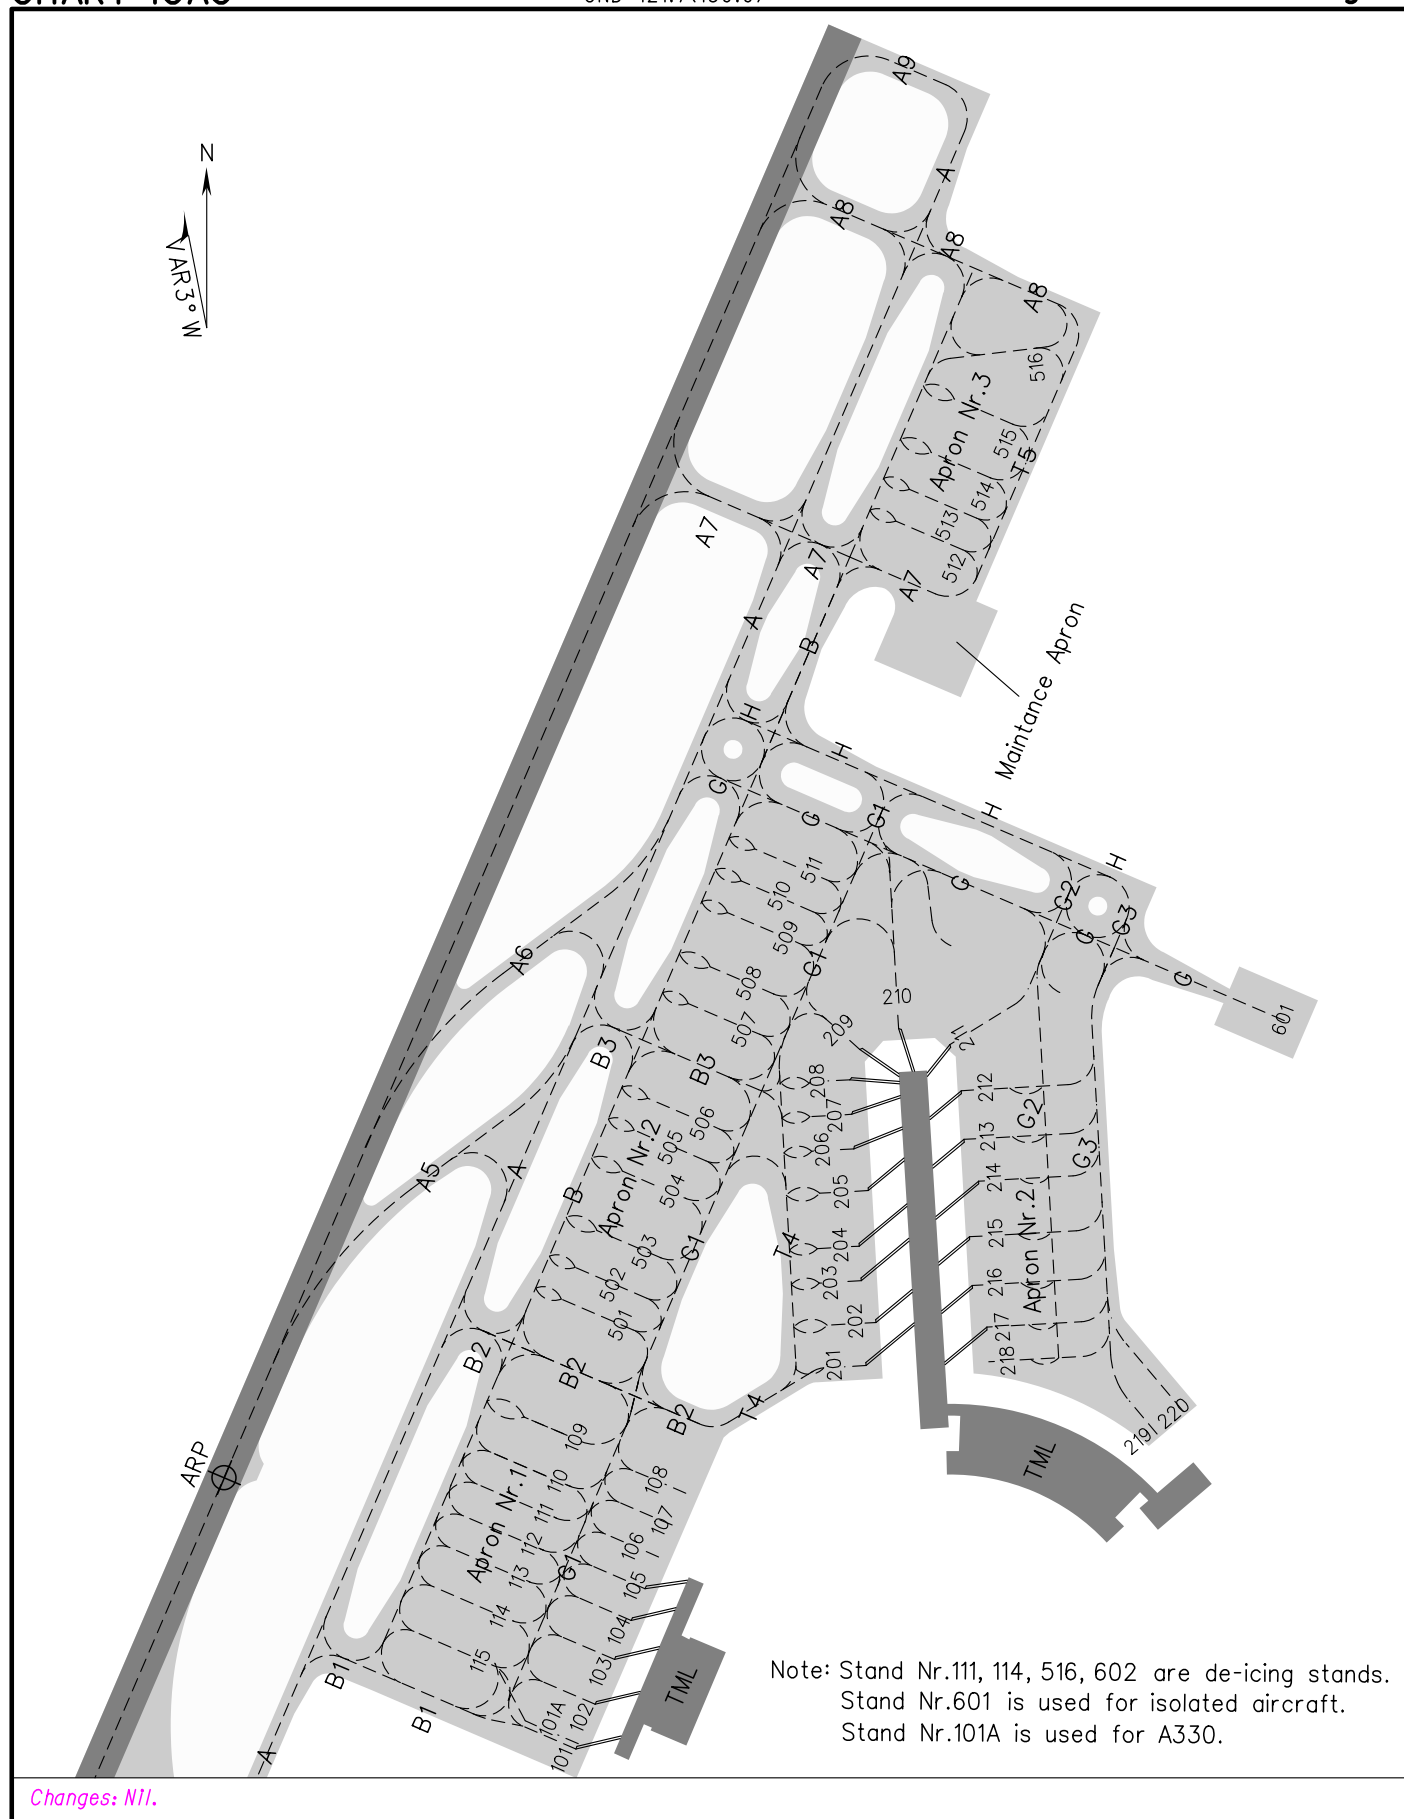 A9
N
A
A8
A8
VAR3° W
A8
516
Apron Nr.3
515
T5
514
A7
513
A7
512
A7
A
B
Maintance Apron
H
H
G
G1
H
G
H
511
G
510
G2
509
G3
G
A6
G1
508
G
210
507
209
601
211
B3
B3
208
212
207
G2
506
206
213
505
G3
A5
A
Apron Nr.2
214
504
205
B
Apron Nr.2
215
G1
T4
204
503
203
216
502
202
501
217
B2
201
218
B2
T4
B2
220
219
109
TML
ARP
108
110
111
107
Apron Nr.1
112
106
G1
113
105
114
104
115
103
B1
TML
102
101A
B1
101
A
Note: Stand Nr.111, 114, 516, 602 are de-icing stands.
Stand Nr.601 is used for isolated aircraft.
Stand Nr.101A is used for A330.
Changes: Nil.